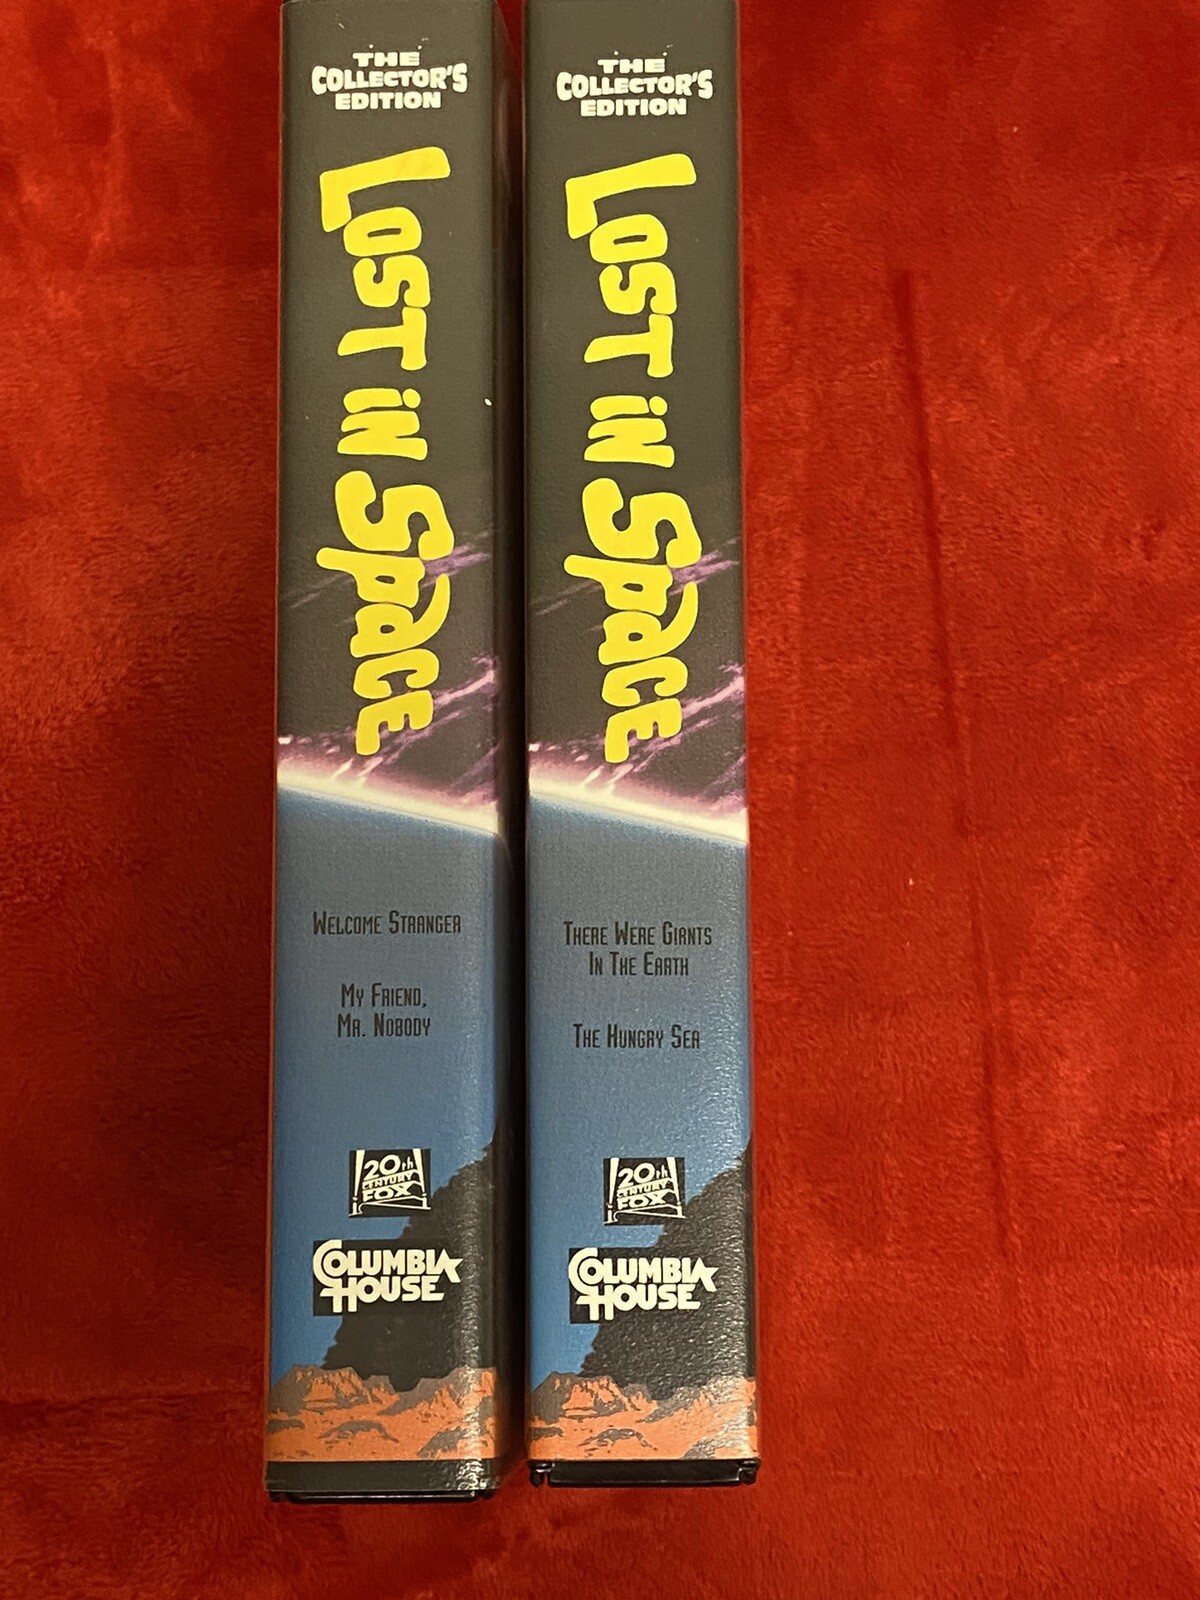 THE
COLLECTOR'S
EDITION
LOST iN SPACE
WELCOME STRANGER
MY FRIEND,
MR. NOBODY
20th
CENTURY
FOX
COLUMBIA
HOUSE
THE
COLLECTOR'S
EDITION
LOST iN SPACE
THERE WERE GIANTS
IN THE EARTH
THE HUNGRY SEA
20th
CENTURY
FOX
COLUMBIA
HOUSE